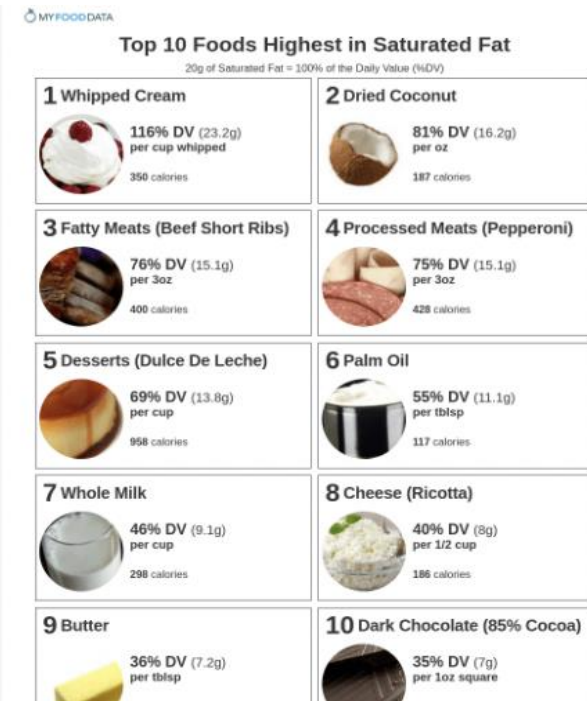 MYFOODDATA
Top 10 Foods Highest in Saturated Fat
20g of Saturated Fat = 100% of the Daily Value (%DV)
1 Whipped Cream
116% DV (23.2g)
per cup whipped
350 calories
2 Dried Coconut
81% DV (16.2g)
per oz
187 calories
3 Fatty Meats (Beef Short Ribs)
76% DV (15.1g)
per 3oz
400 calories
4 Processed Meats (Pepperoni)
75% DV (15.1g)
per 3oz
428 calories
5 Desserts (Dulce De Leche)
69% DV (13.8g)
per cup
958 calories
6 Palm Oil
55% DV (11.1g)
per tblsp
117 calories
7 Whole Milk
46% DV (9.1g)
per cup
298 calories
8 Cheese (Ricotta)
40% DV (8g)
per 1/2 cup
186 calories
9 Butter
36% DV (7.2g)
per tblsp
10 Dark Chocolate (85% Cocoa)
35% DV (7g)
per 1oz square